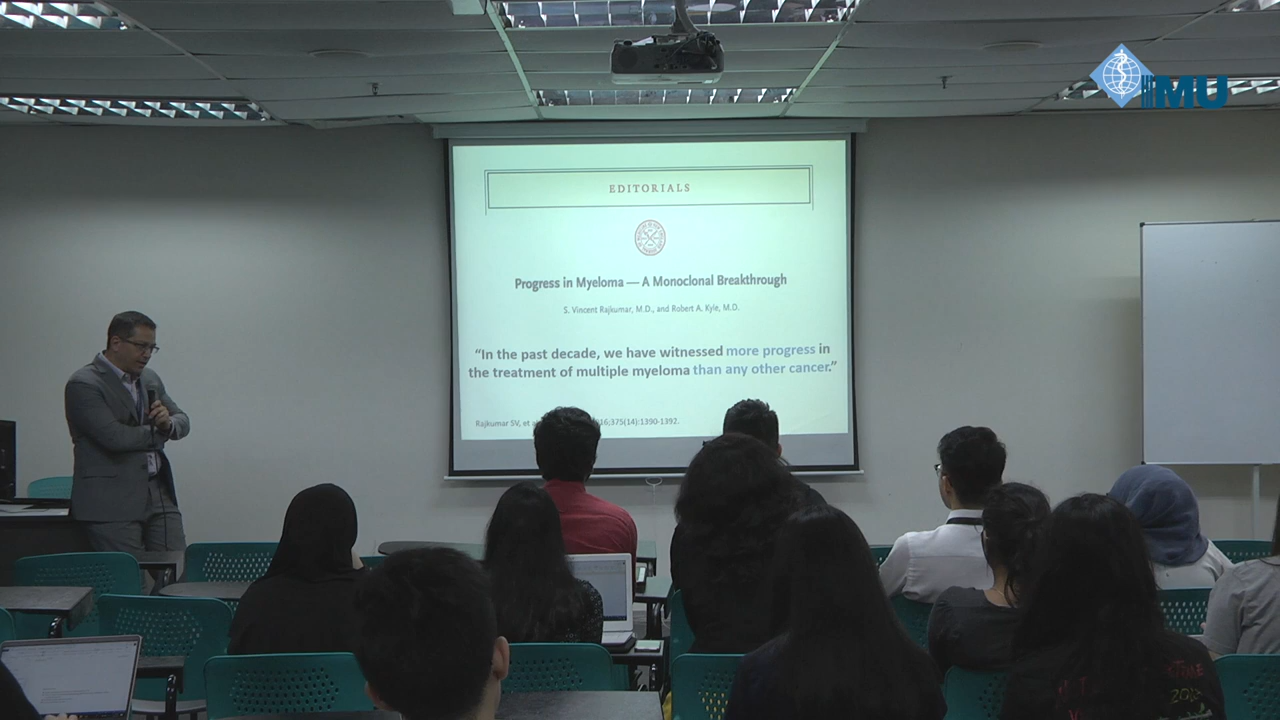 IMU
EDITORIALS
Progress in Myeloma — A Monoclonal Breakthrough
S. Vincent Rajkumar, M.D., and Robert A. Kyle, M.D.
“In the past decade, we have witnessed more progress in
the treatment of multiple myeloma than any other cancer.”
Rajkumar SV, et 16;375(14):1390-1392.